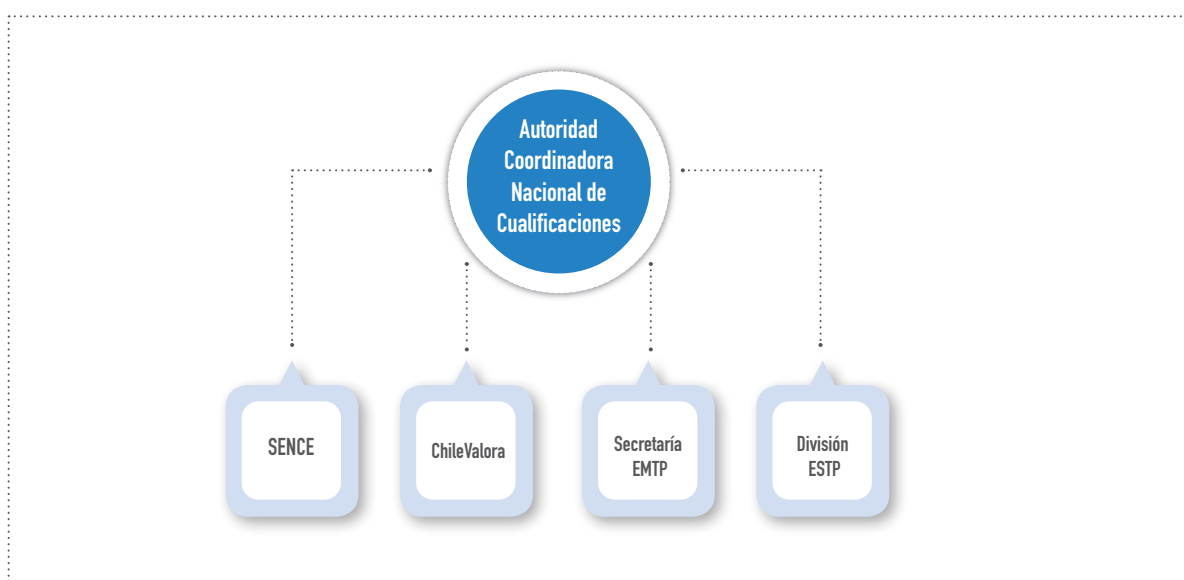 Autoridad
Coordinadora
Nacional de
Cualificaciones
SENCE
ChileValora
Secretaría
EMTP
División
ESTP